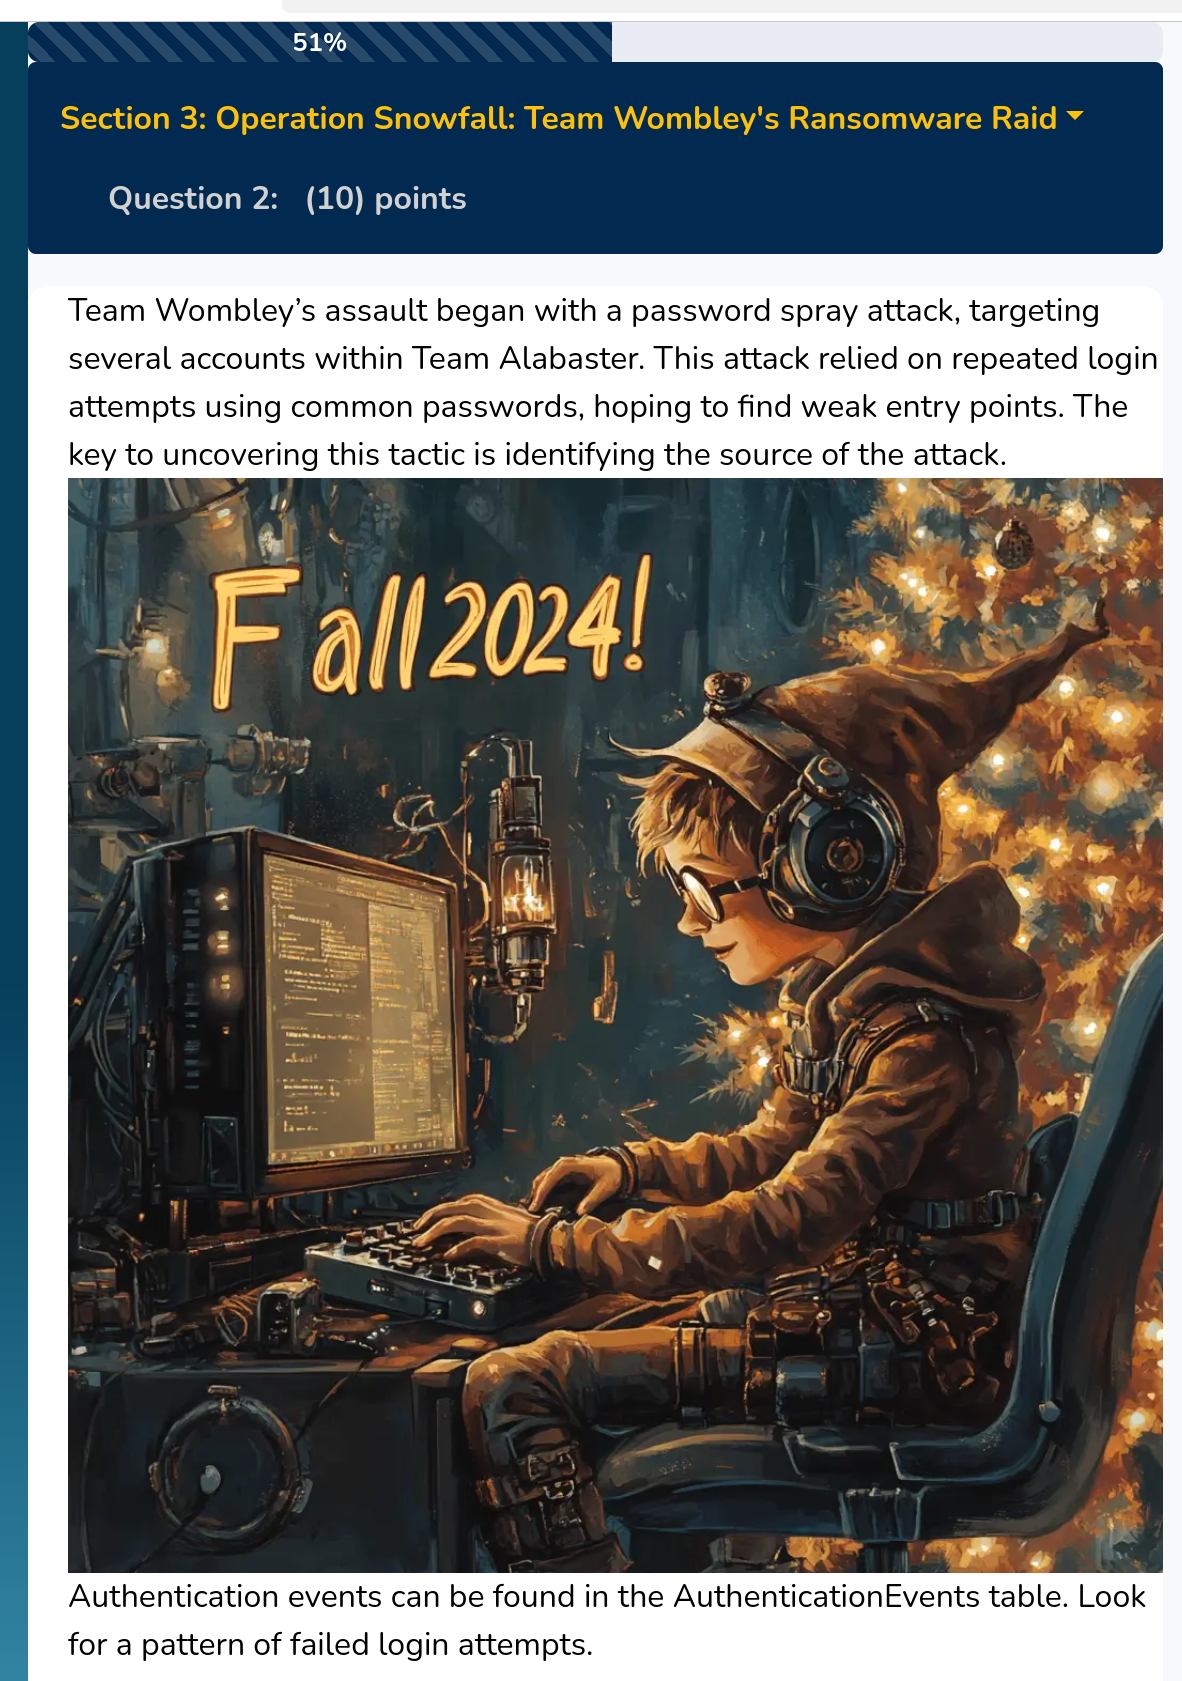 51%
Section 3: Operation Snowfall: Team Wombley's Ransomware Raid
Question 2: (10) points
Team Wombley’s assault began with a password spray attack, targeting
several accounts within Team Alabaster. This attack relied on repeated login
attempts using common passwords, hoping to find weak entry points. The
key to uncovering this tactic is identifying the source of the attack.
Fall2024!
Authentication events can be found in the AuthenticationEvents table. Look
for a pattern of failed login attempts.